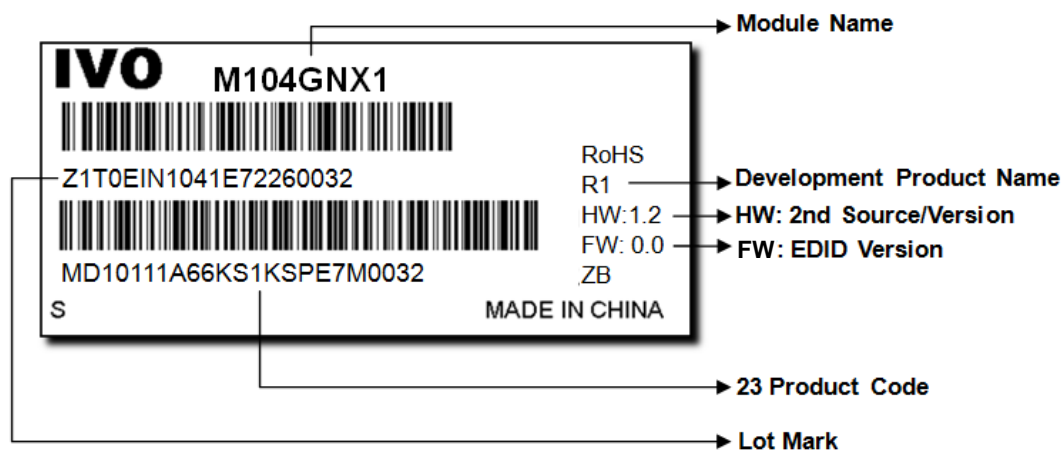 Module Name
IVO M104GNX1
Z1T0EIN1041E72260032
MD10111A66KS1KSPE7M0032
S
RoHS
R1
HW:1.2
FW: 0.0
ZB
MADE IN CHINA
Development Product Name
HW: 2nd Source/Version
FW: EDID Version
23 Product Code
Lot Mark